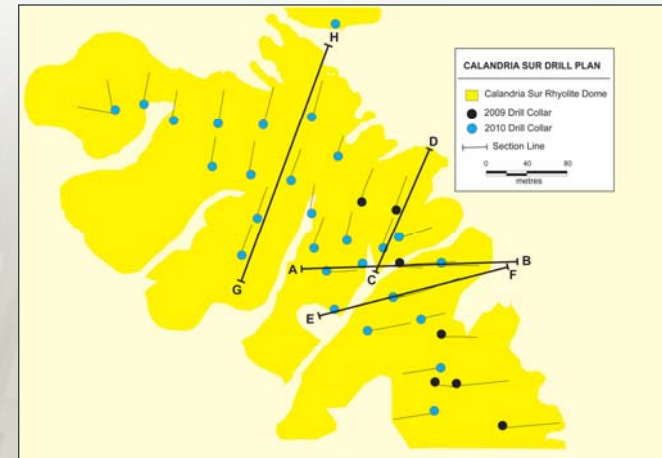 H
CALANDRIA SUR DRILL PLAN
Calandria Sur Rhyolite Dome
2009 Drill Collar
2010 Drill Collar
Section Line
0 40 80
metres
D
A
B
C
F
G
E